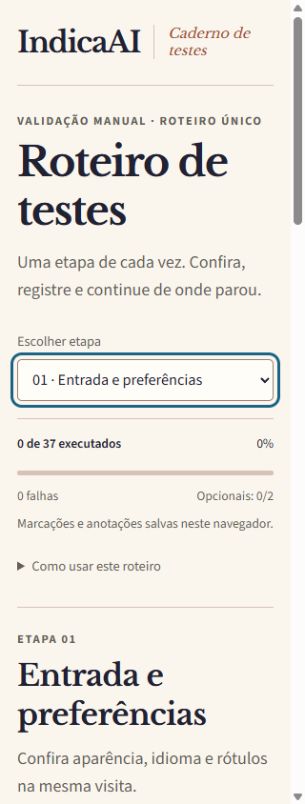 IndicaAI
Caderno de
testes
VALIDAÇÃO MANUAL · ROTEIRO ÚNICO
Roteiro de
testes
Uma etapa de cada vez. Confira,
registre e continue de onde parou.
Escolher etapa
01 · Entrada e preferências
0 de 37 executados 0%
0 falhas Opcionais: 0/2
Marcações e anotações salvas neste navegador.
Como usar este roteiro
ETAPA 01
Entrada e
preferências
Confira aparência, idioma e rótulos
na mesma visita.